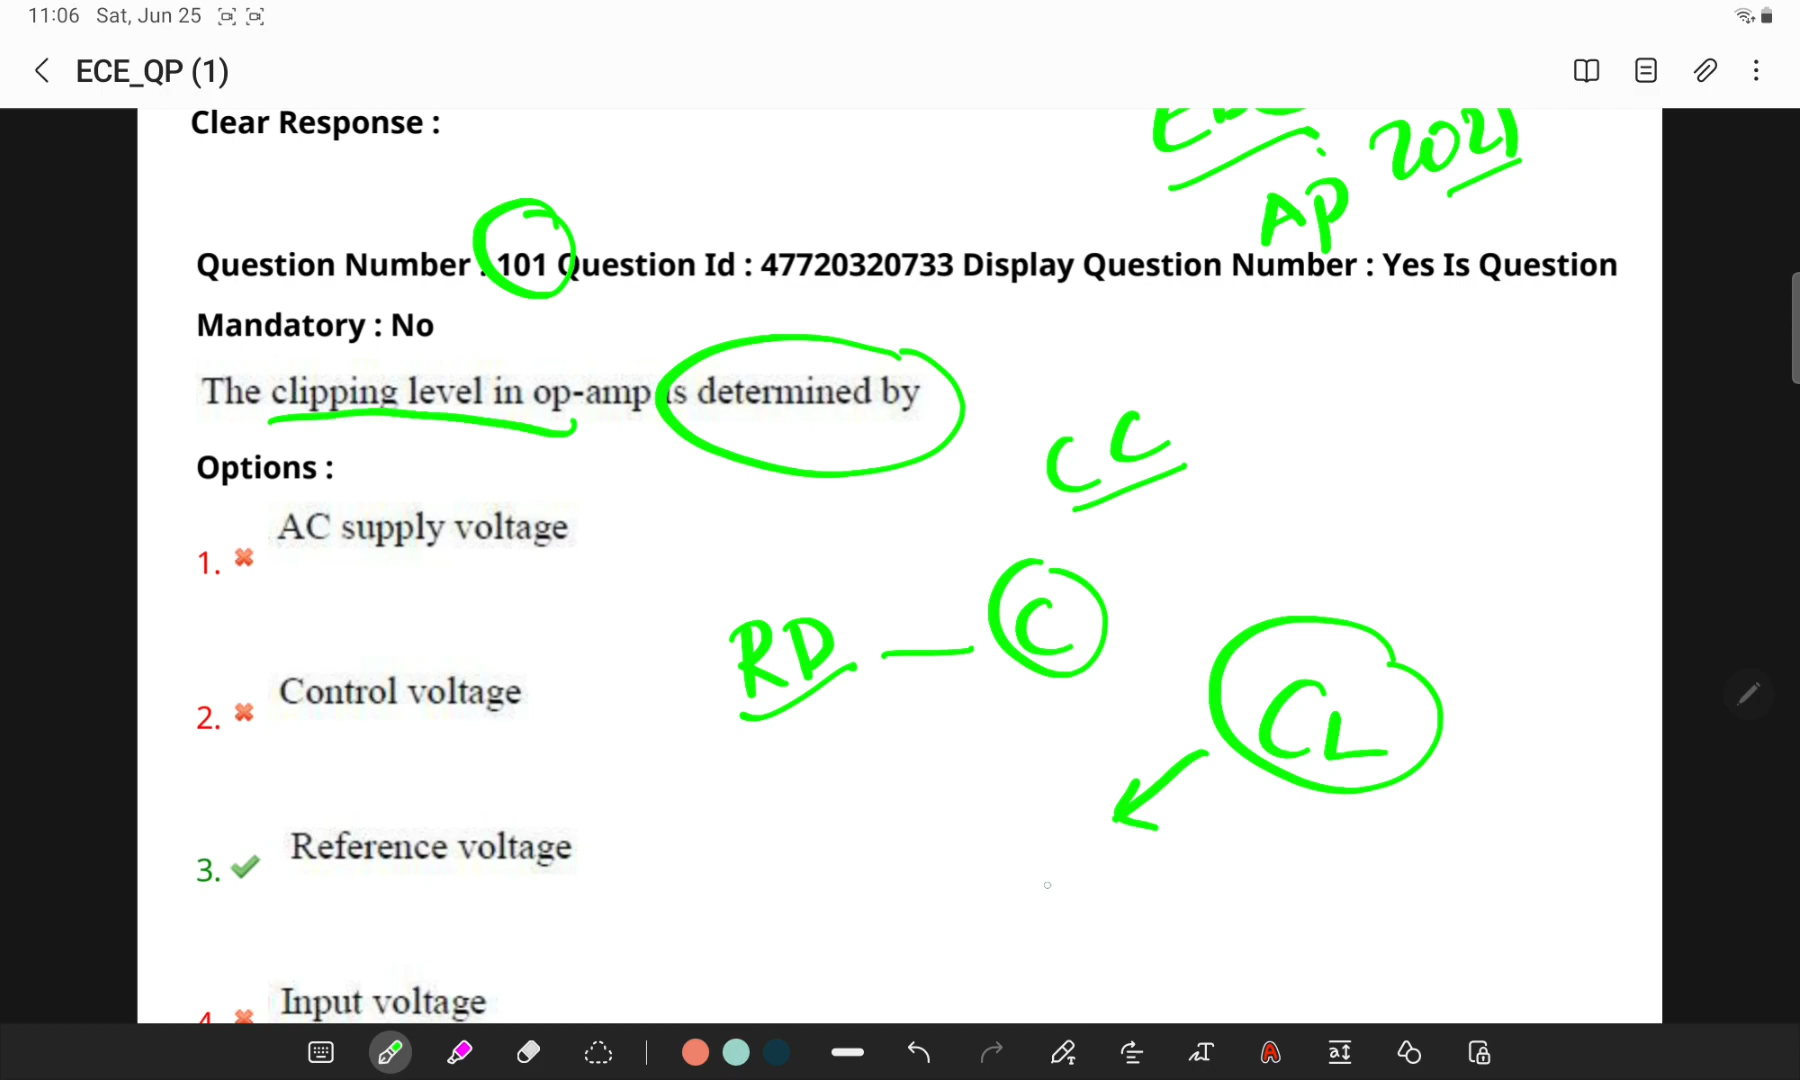 11:06 Sat, Jun 25
ECE_QP (1)
Clear Response :
2021
AP
Question Number : 101 Question Id : 47720320733 Display Question Number : Yes Is Question
Mandatory : No
The clipping level in op-amp is determined by
CC
Options :
AC supply voltage
1.
RD — C
Control voltage
2.
CL
Reference voltage
3.
Input voltage
4.